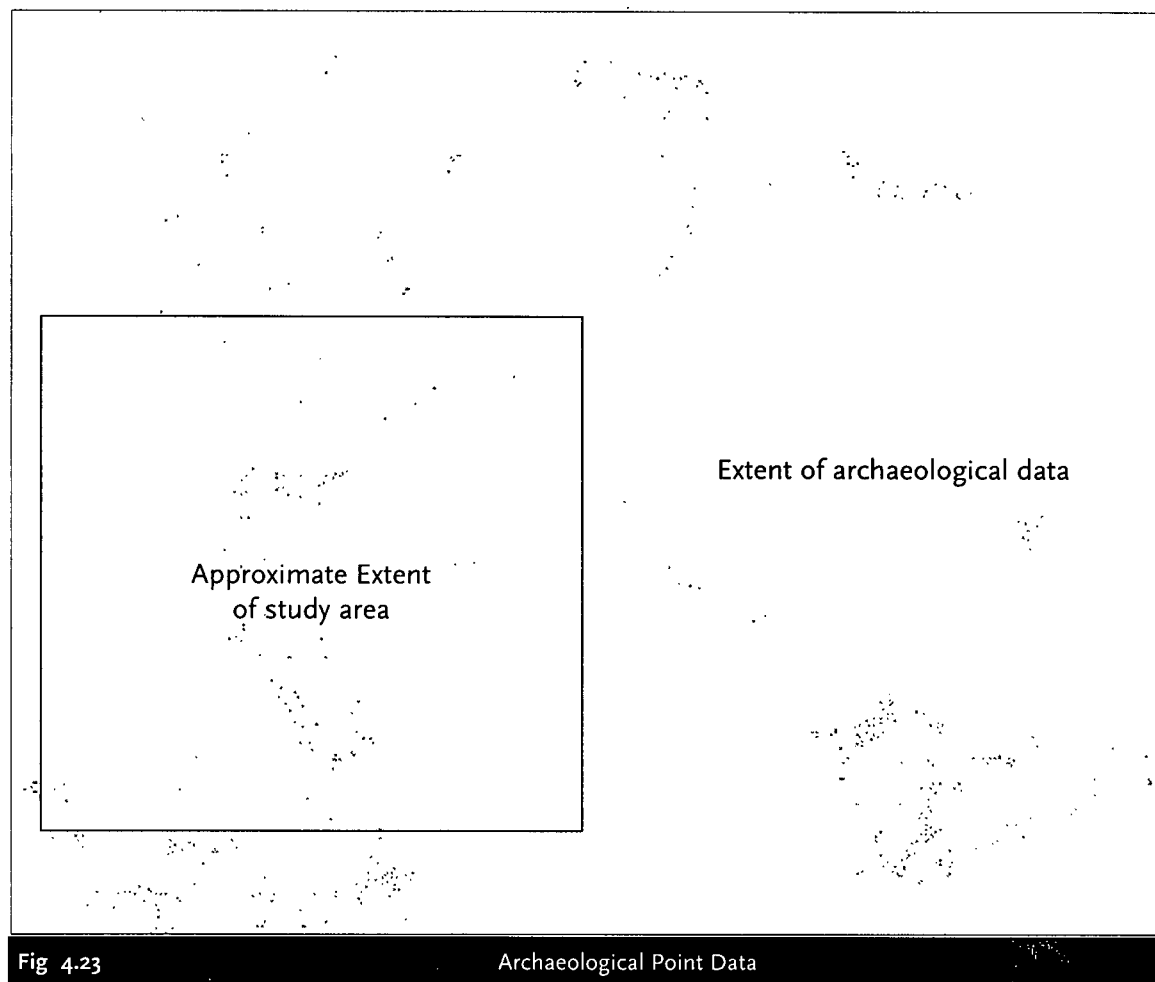 Extent of archaeological data
Approximate Extent
of study area
Fig 4.23
Archaeological Point Data